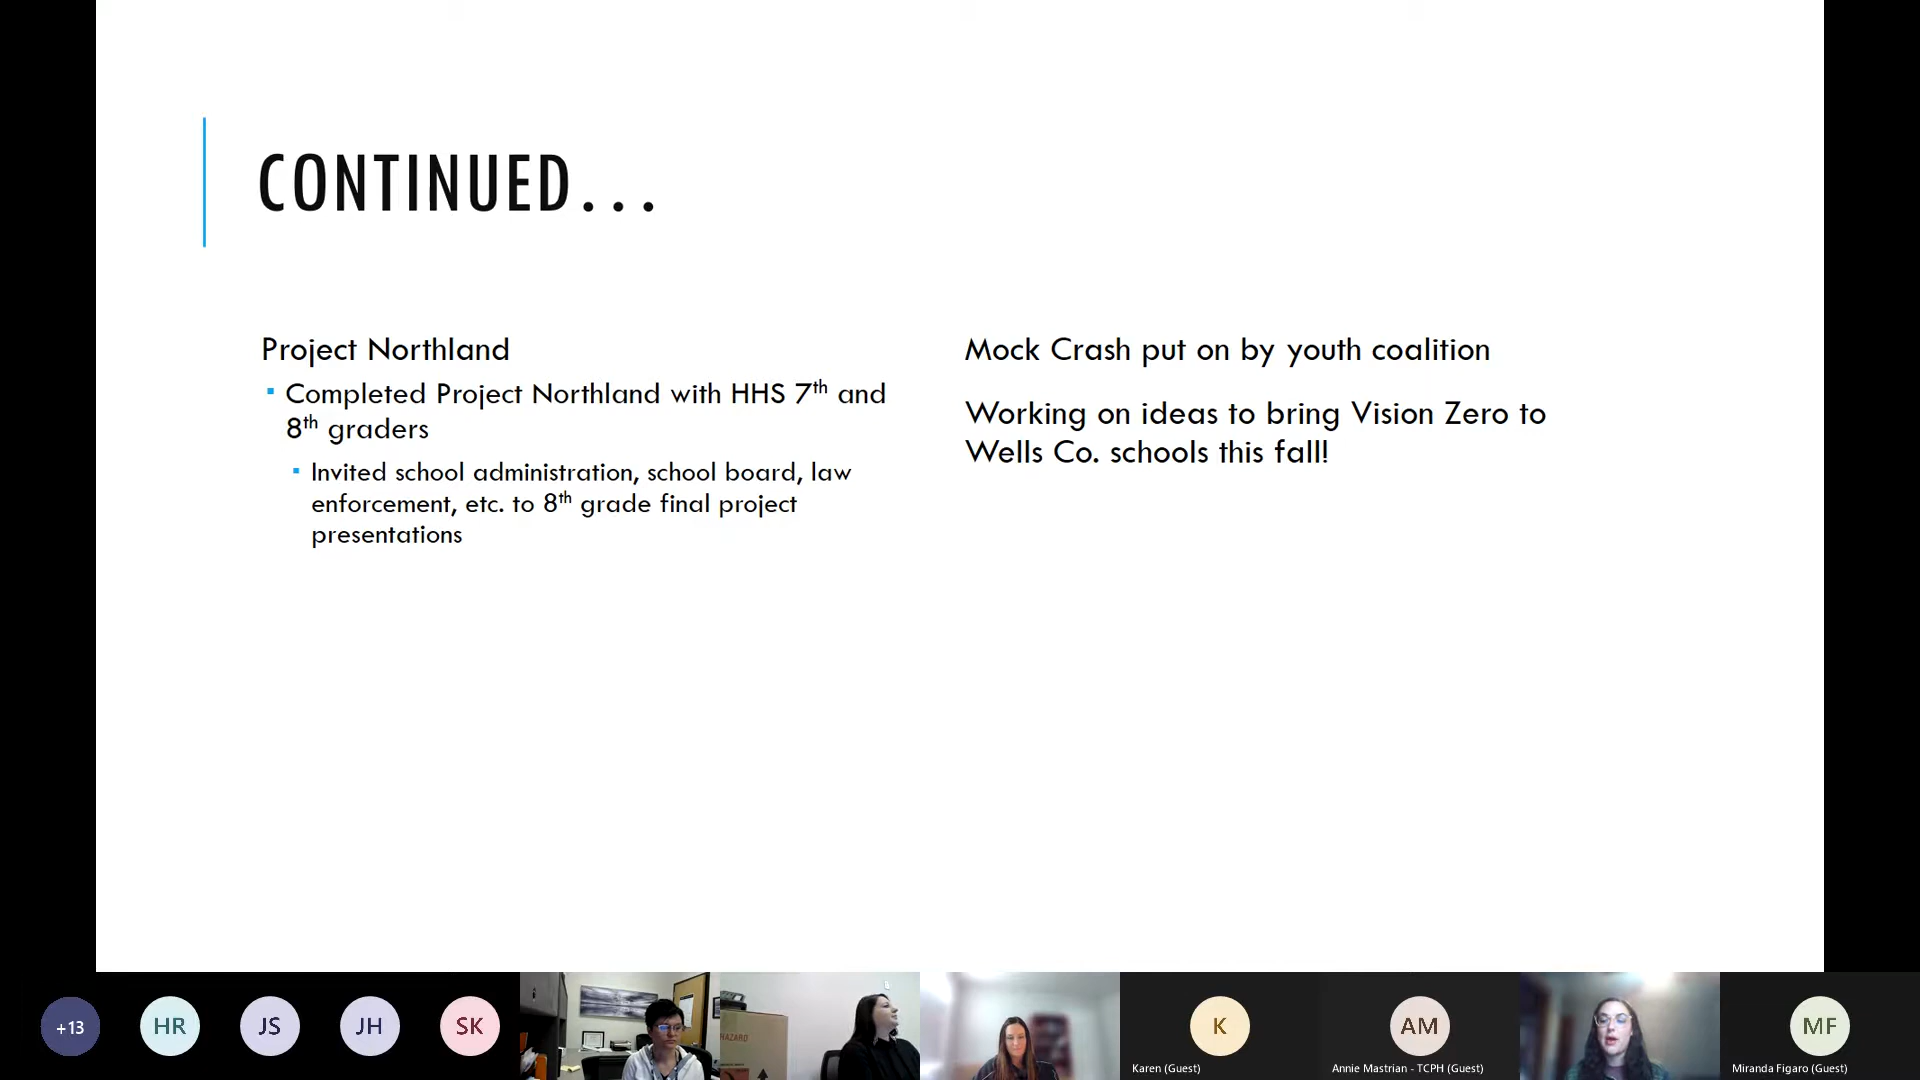 CONTINUED...
Project Northland
▪ Completed Project Northland with HHS 7th and
8th graders
▪ Invited school administration, school board, law
enforcement, etc. to 8th grade final project
presentations
Mock Crash put on by youth coalition
Working on ideas to bring Vision Zero to
Wells Co. schools this fall!
+13
HR
JS
JH
SK
HAZARD
K
Karen (Guest)
AM
Annie Mastrian - TCPH (Guest)
MF
Miranda Figaro (Guest)